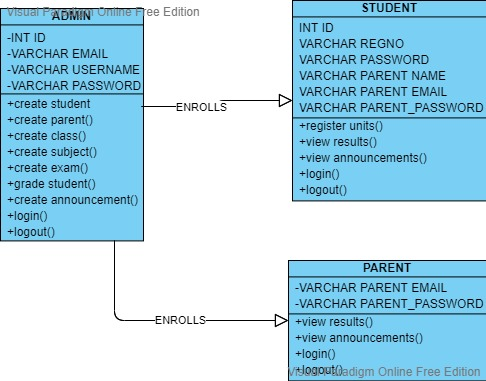 Visual Paradigm Online Free Edition
ADMIN
-INT ID
-VARCHAR EMAIL
-VARCHAR USERNAME
-VARCHAR PASSWORD
+create student
+create parent()
+create class()
+create subject()
+create exam()
+grade student()
+create announcement()
+login()
+logout()
ENROLLS
STUDENT
INT ID
VARCHAR REGNO
VARCHAR PASSWORD
VARCHAR PARENT NAME
VARCHAR PARENT EMAIL
VARCHAR PARENT_PASSWORD
+register units()
+view results()
+view announcements()
+login()
+logout()
ENROLLS
PARENT
-VARCHAR PARENT EMAIL
-VARCHAR PARENT_PASSWORD
+view results()
+view announcements()
+login()
+logout()
Visual Paradigm Online Free Edition